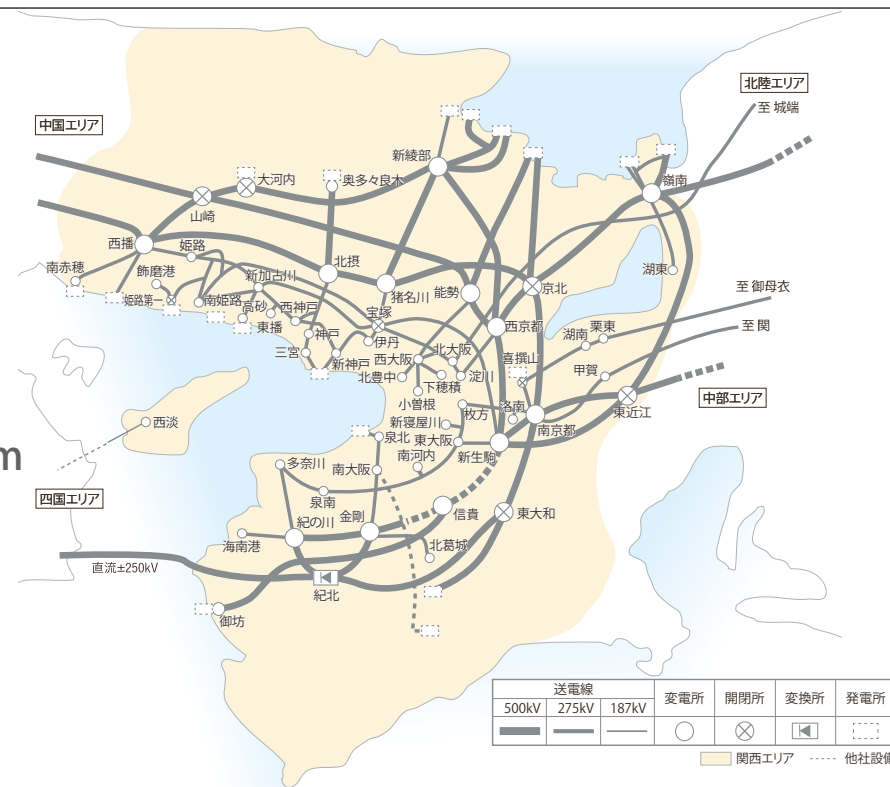 北陸エリア
至 城端
中国エリア
新綾部
大河内
奥多々良木
嶺南
山崎
西播
姫路
北摂
湖東
南赤穂
飾磨港
新加古川
猪名川
能勢
京北
至 御母衣
姫路第一
南姫路
高砂
西神戸
宝塚
東播
神戸
伊丹
西京都
湖南
栗東
至 関
三宮
新神戸
西大阪
北大阪
喜撰山
甲賀
北豊中
下穂積
淀川
小曽根
枚方
洛南
東近江
中部エリア
西淡
新寝屋川
南京都
泉北
東大阪
m
多奈川
南大阪
南河内
新生駒
四国エリア
泉南
紀の川
金剛
信貴
東大和
海南港
北葛城
直流±250kV
紀北
御坊
送電線
変電所
開閉所
変換所
発電所
500kV
275kV
187kV
関西エリア
他社設備